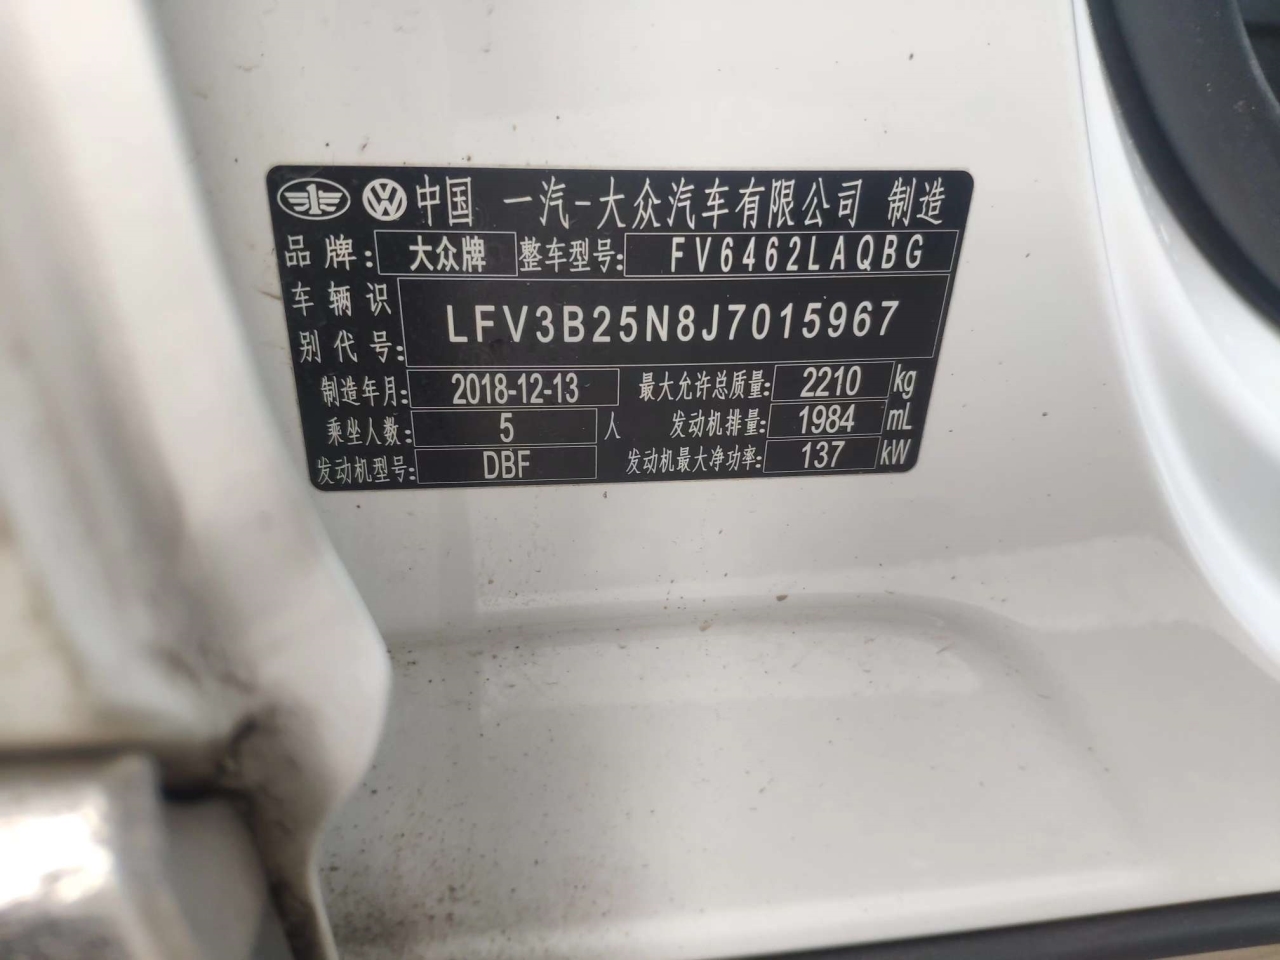 中国 一汽-大众汽车有限公司 制造
品牌: 大众牌 整车型号: FV6462LAQBG
车辆识别代号: LFV3B25N8J7015967
制造年月: 2018-12-13 最大允许总质量: 2210 kg
乘坐人数: 5 人 发动机排量: 1984 mL
发动机型号: DBF 发动机最大净功率: 137 kW